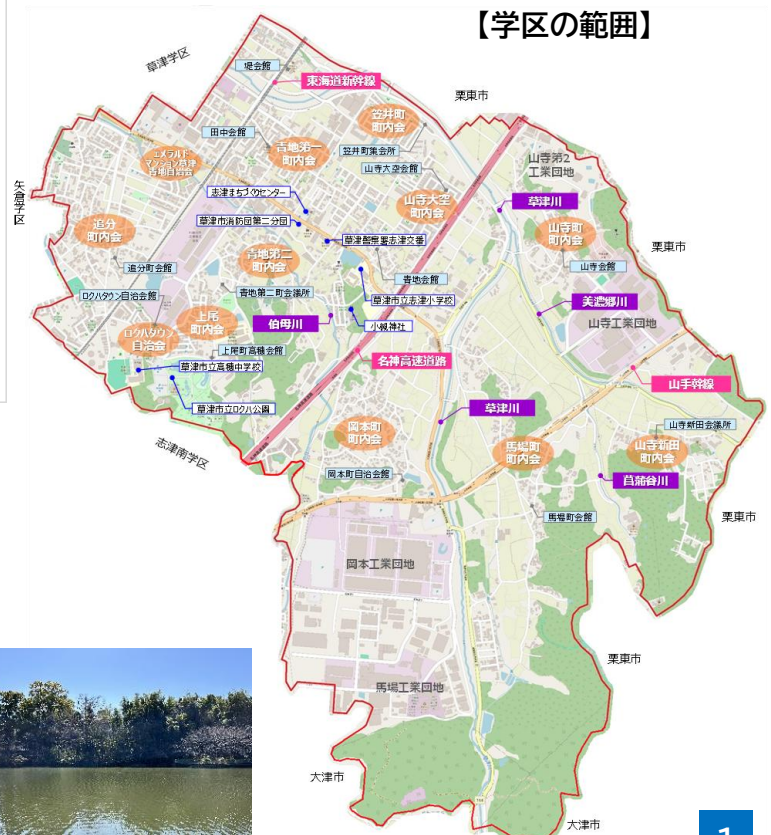 【学区の範囲】
草津学区
堤会館
東海道新幹線
栗東市
笠井町
町内会
田中会館
青地第一
町内会
笠井町集会所
山寺大空会館
山寺第2
工業団地
エメラルド
マンション草津
青地自治会
矢倉学区
志津まちづくりセンター
山寺大空
町内会
草津川
草津市消防団第二分団
追分
町内会
草津警察署志津交番
山寺町
町内会
栗東市
青地第二
町内会
追分町会館
青地会館
山寺会館
ロクハタウン自治会館
青地第二町会議所
草津市立志津小学校
美濃郷川
上尾
町内会
伯母川
小槻神社
山寺工業団地
ロクハタウン
自治会
上尾町高穂会館
名神高速道路
草津市立高穂中学校
山手幹線
草津市立ロクハ公園
草津川
山寺新田会議所
岡本町
町内会
馬場町
町内会
山寺新田
町内会
志津南学区
岡本町自治会館
菖蒲谷川
馬場町会館
栗東市
岡本工業団地
栗東市
馬場工業団地
大津市
大津市
1